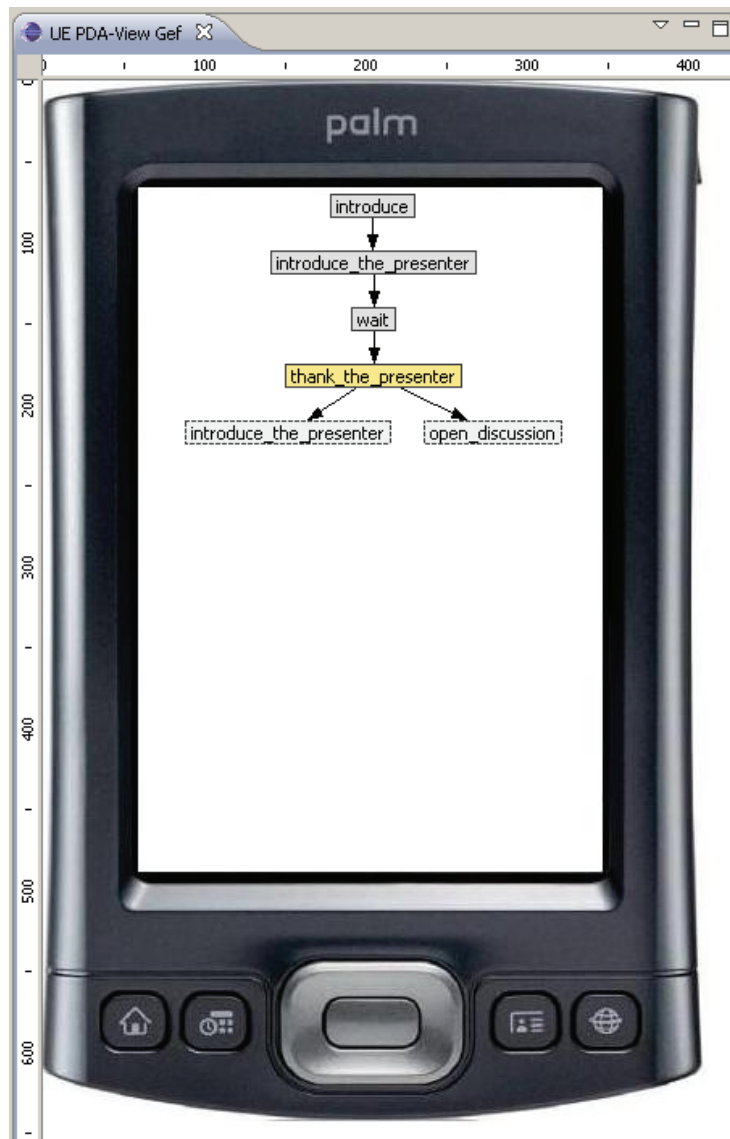 UE PDA-View Gef
100 200 300 400
palm
0
introduce
100
introduce_the_presenter
wait
thank_the_presenter
200
introduce_the_presenter open_discussion
300
400
500
600